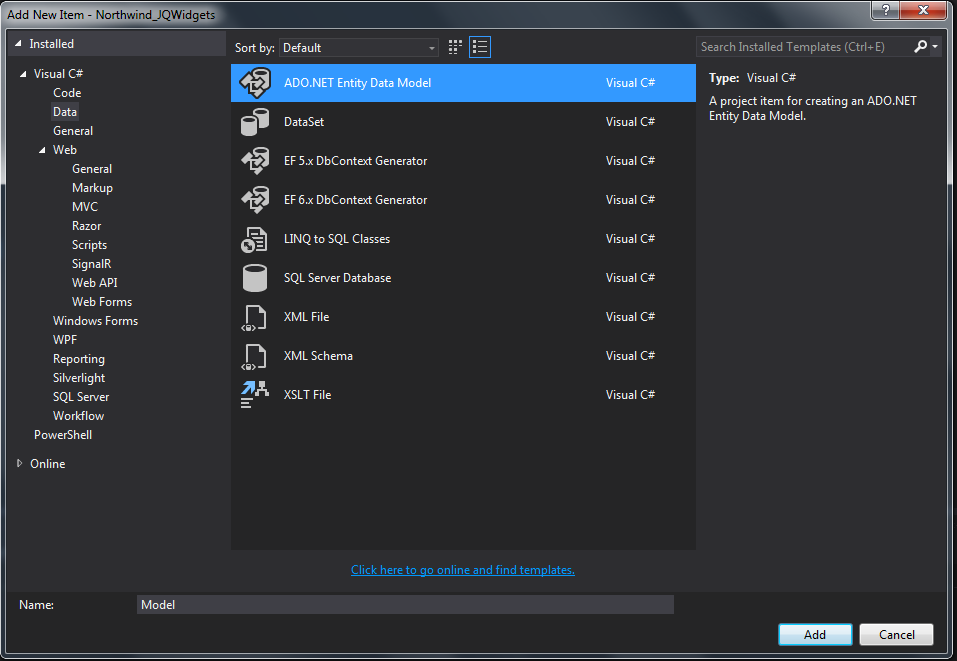 Add New Item - Northwind_JQWidgets
?
Installed
Sort by: Default
Search Installed Templates (Ctrl+E)
Visual C#
Code
Data
General
Web
General
Markup
MVC
Razor
Scripts
SignalR
Web API
Web Forms
Windows Forms
WPF
Reporting
Silverlight
SQL Server
Workflow
PowerShell
Online
ADO.NET Entity Data Model Visual C#
DataSet Visual C#
EF 5.x DbContext Generator Visual C#
EF 6.x DbContext Generator Visual C#
LINQ to SQL Classes Visual C#
SQL Server Database Visual C#
XML File Visual C#
XML Schema Visual C#
XSLT File Visual C#
Type: Visual C#
A project item for creating an ADO.NET
Entity Data Model.
Click here to go online and find templates.
Name: Model
Add Cancel